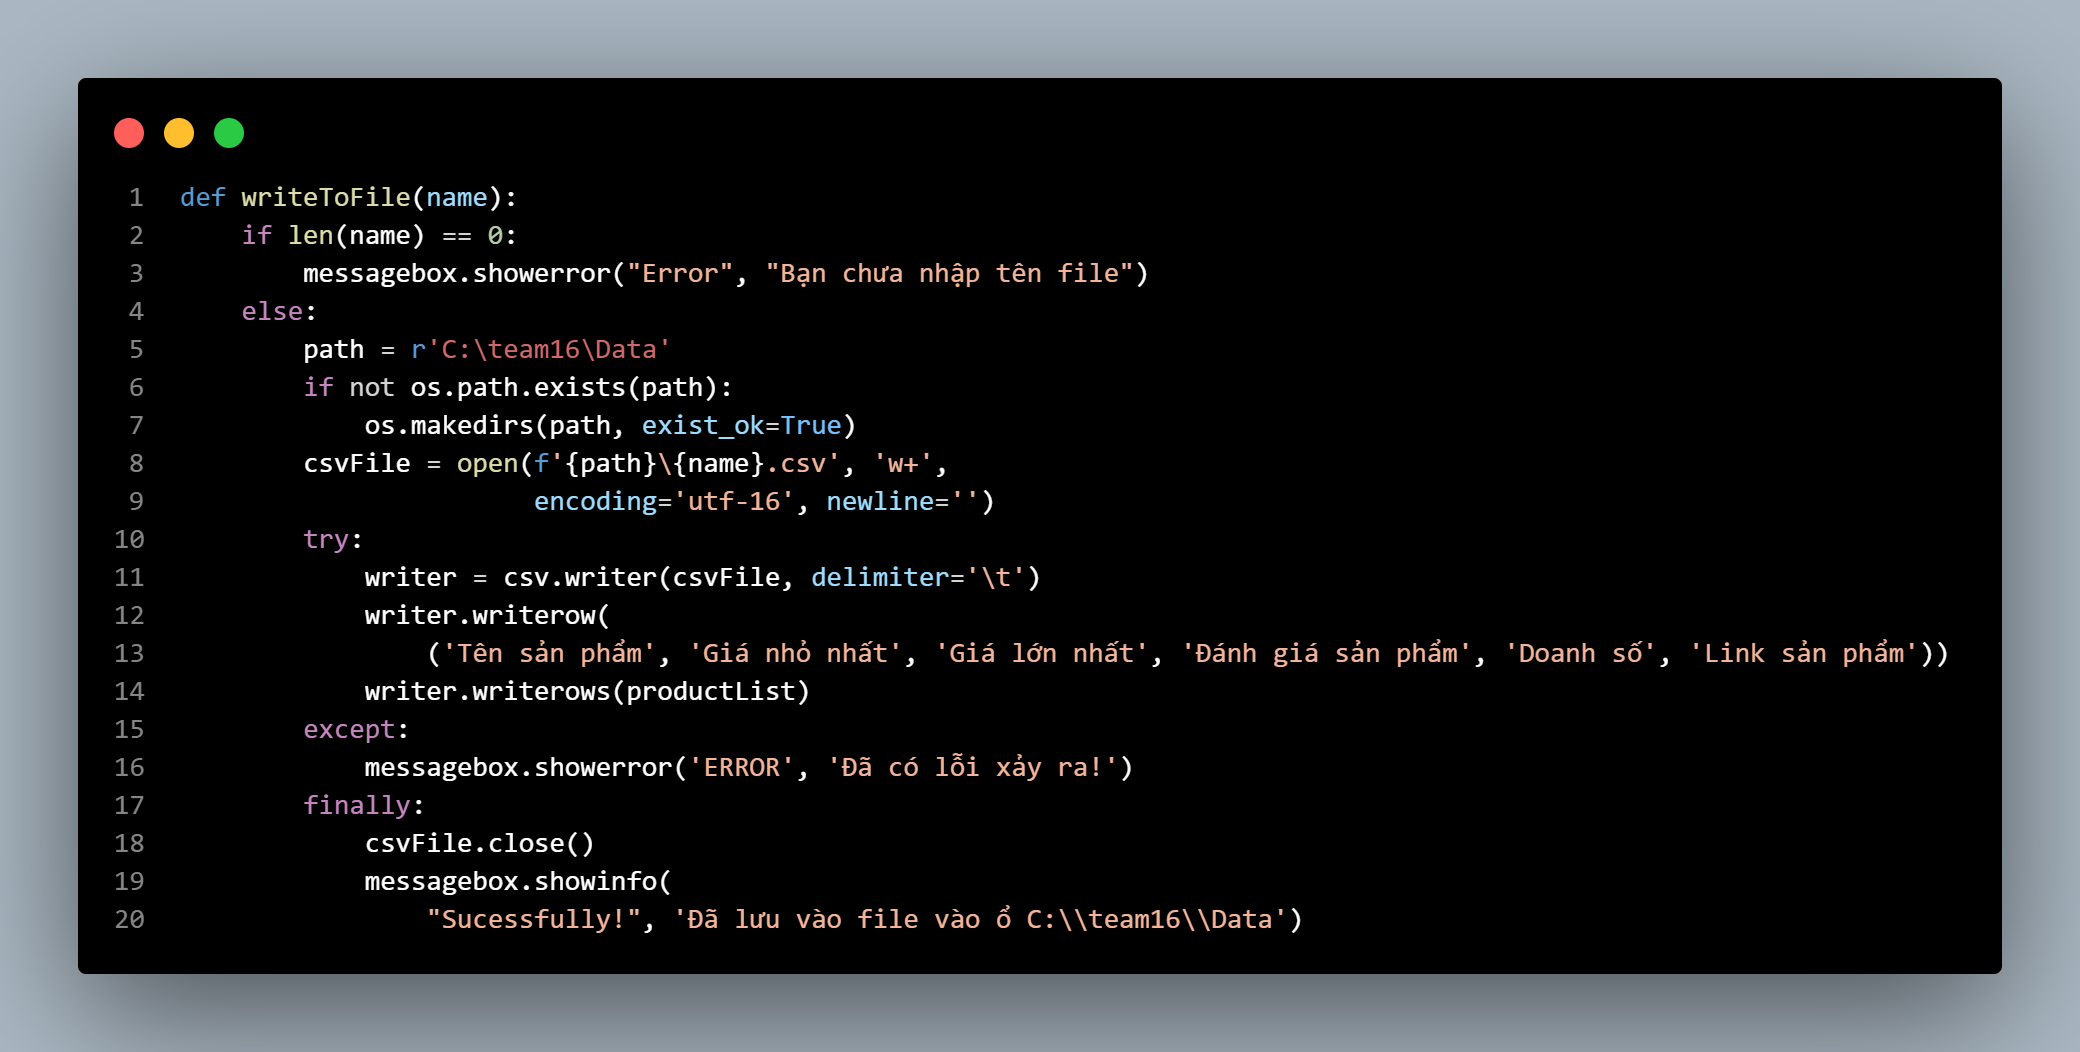 1 def writeToFile(name):
2     if len(name) == 0:
3         messagebox.showerror("Error", "Bạn chưa nhập tên file")
4     else:
5         path = r'C:\team16\Data'
6         if not os.path.exists(path):
7             os.makedirs(path, exist_ok=True)
8         csvFile = open(f'{path}\{name}.csv', 'w+',
9                        encoding='utf-16', newline='')
10         try:
11             writer = csv.writer(csvFile, delimiter='\t')
12             writer.writerow(
13                 ('Tên sản phẩm', 'Giá nhỏ nhất', 'Giá lớn nhất', 'Đánh giá sản phẩm', 'Doanh số', 'Link sản phẩm'))
14             writer.writerows(productList)
15         except:
16             messagebox.showerror('ERROR', 'Đã có lỗi xảy ra!')
17         finally:
18             csvFile.close()
19             messagebox.showinfo(
20                 "Sucessfully!", 'Đã lưu vào file vào ổ C:\\team16\\Data')